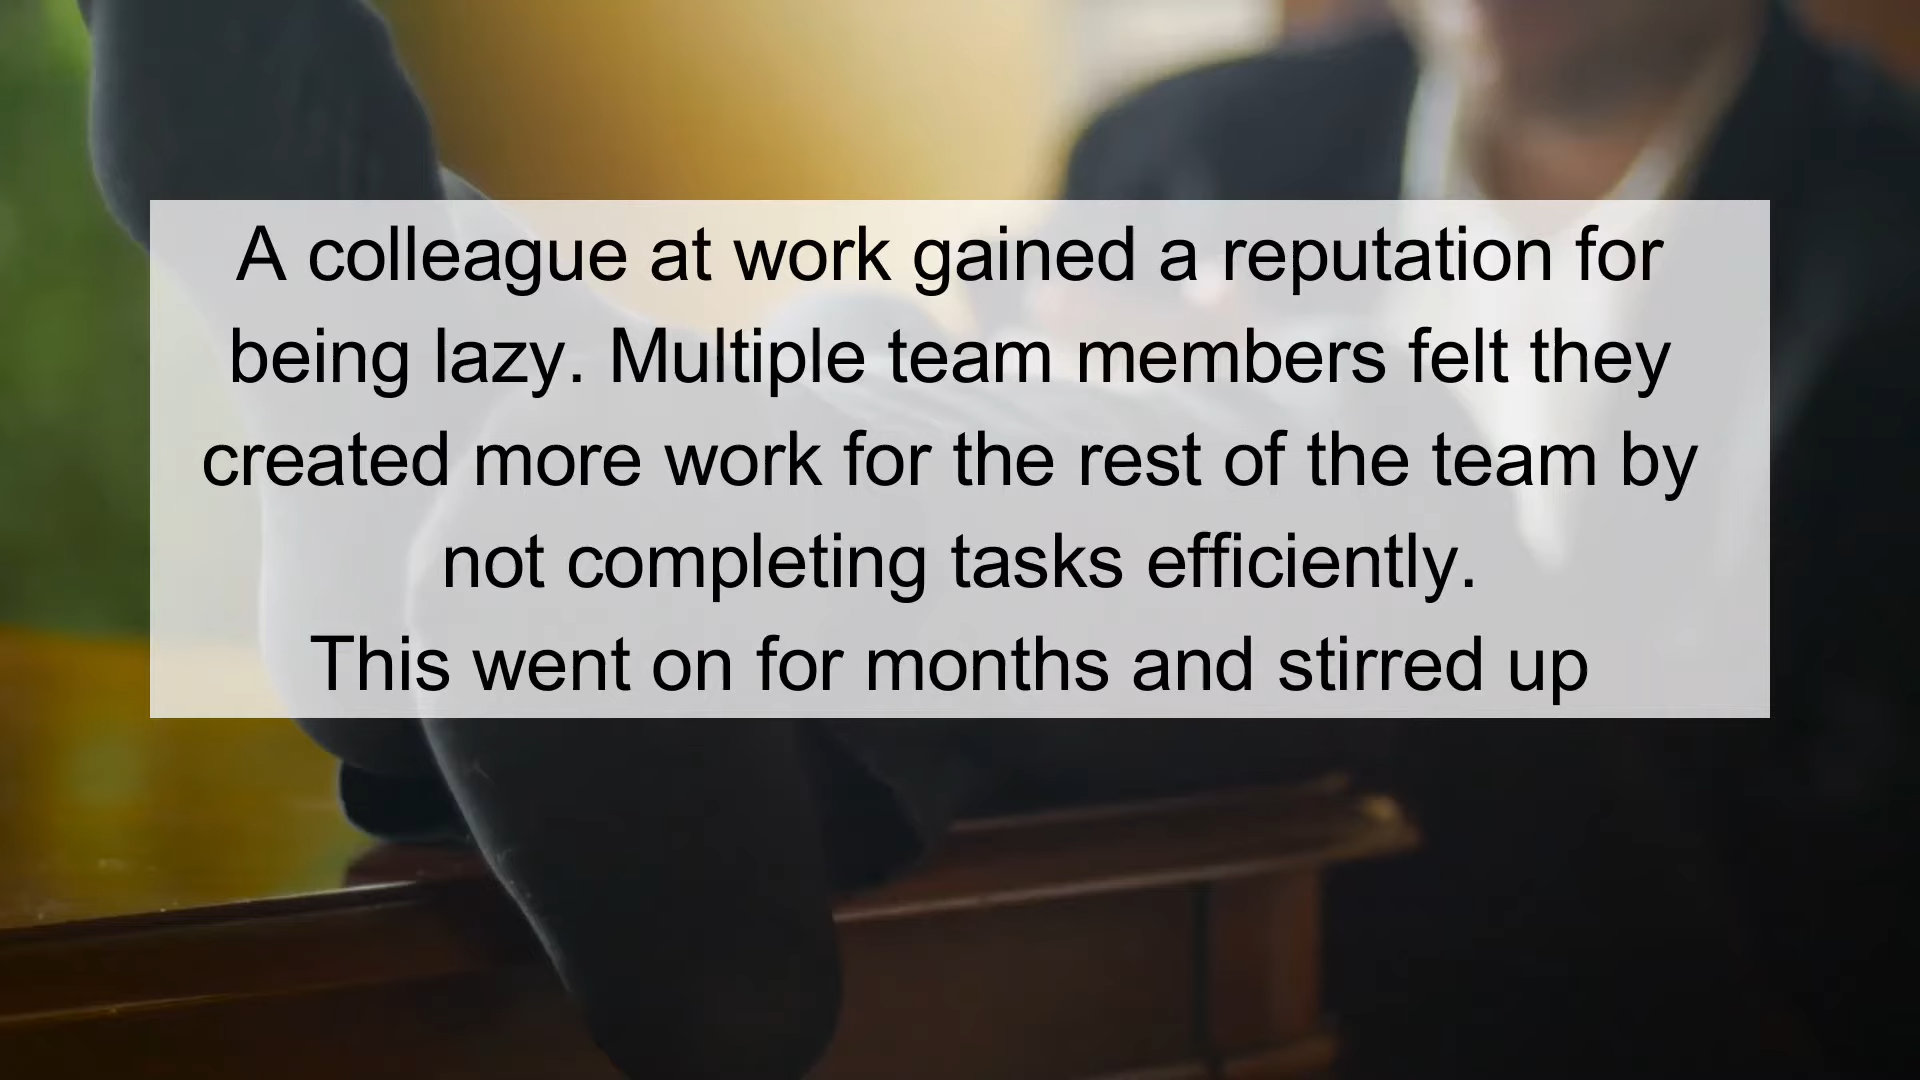 A colleague at work gained a reputation for
being lazy. Multiple team members felt they
created more work for the rest of the team by
not completing tasks efficiently.
This went on for months and stirred up